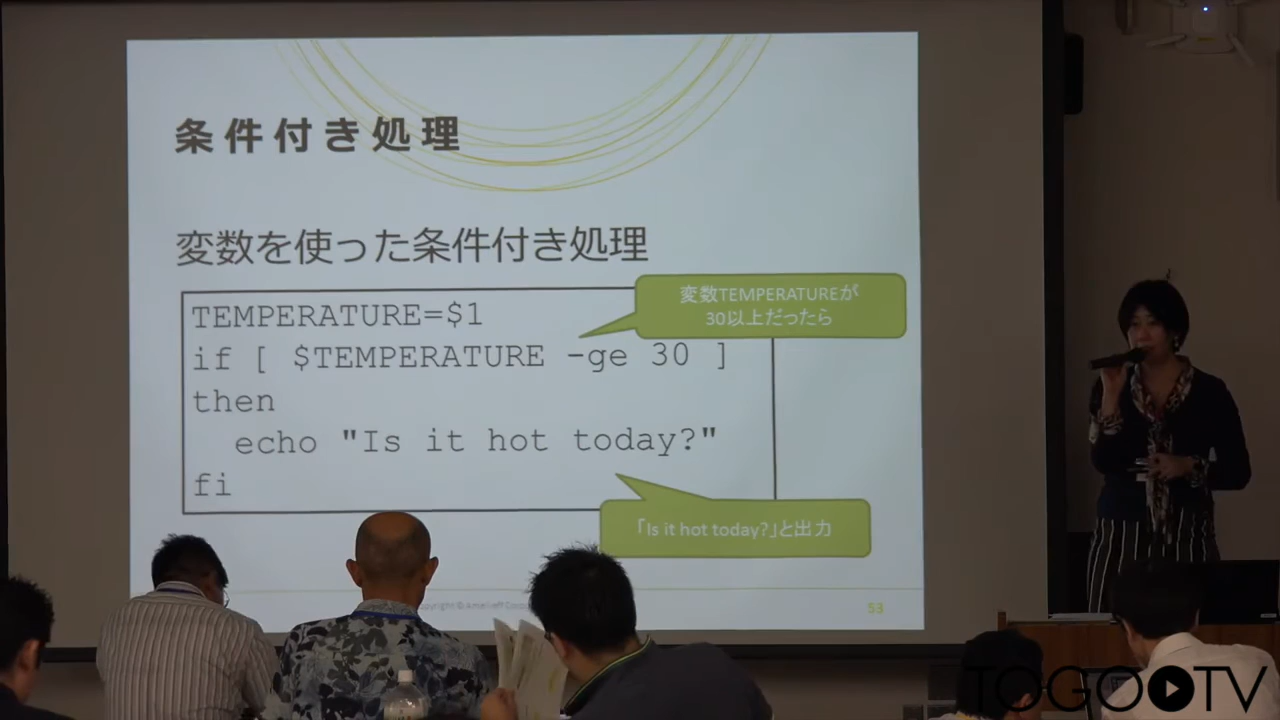 条件付き処理
変数を使った条件付き処理
変数TEMPERATUREが
30以上だったら
TEMPERATURE=$1
if [ $TEMPERATURE -ge 30 ]
then
echo "Is it hot today?"
fi
「Is it hot today?」と出力
53
TOGOTV